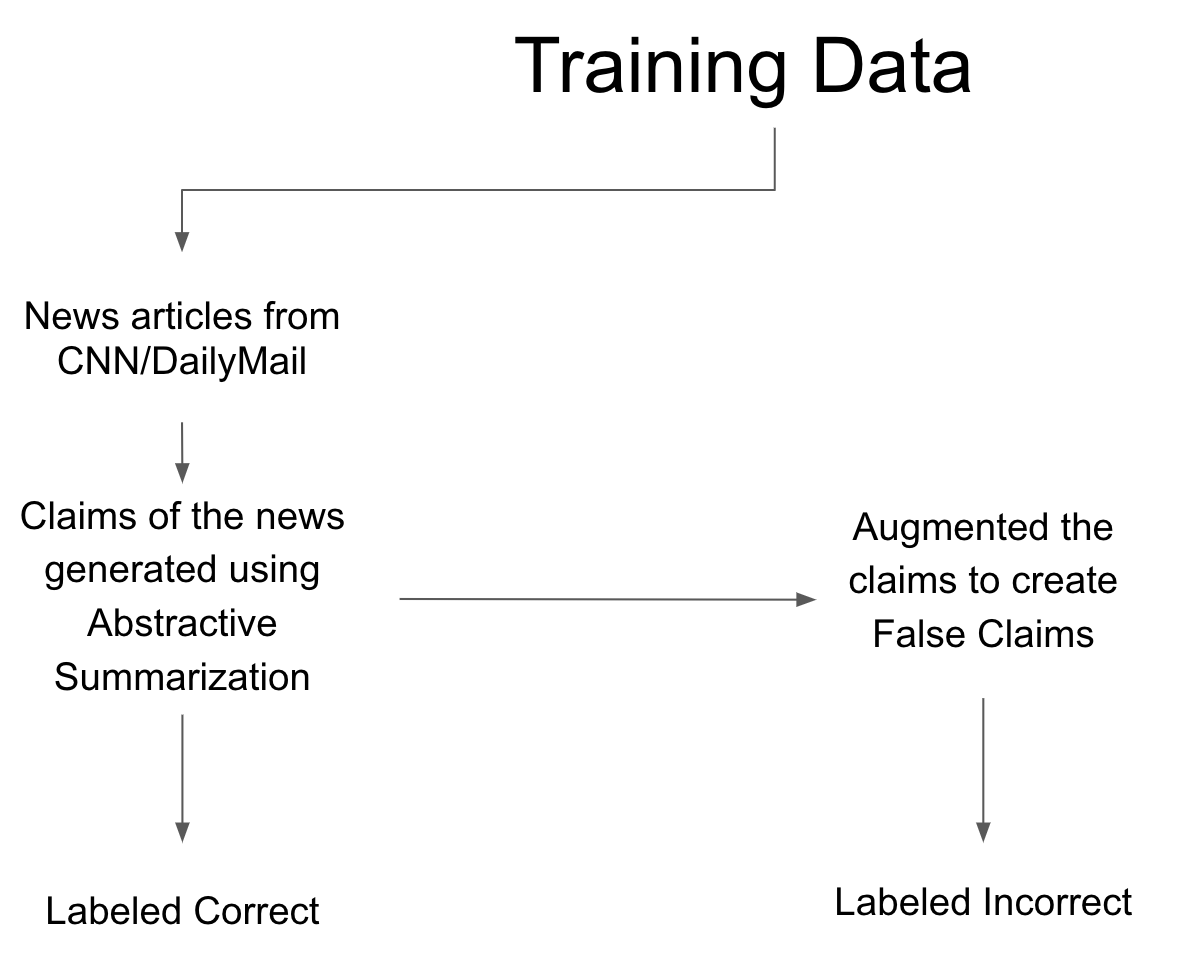 Training Data
News articles from
CNN/DailyMail
Claims of the news
generated using
Abstractive
Summarization
Augmented the
claims to create
False Claims
Labeled Correct
Labeled Incorrect